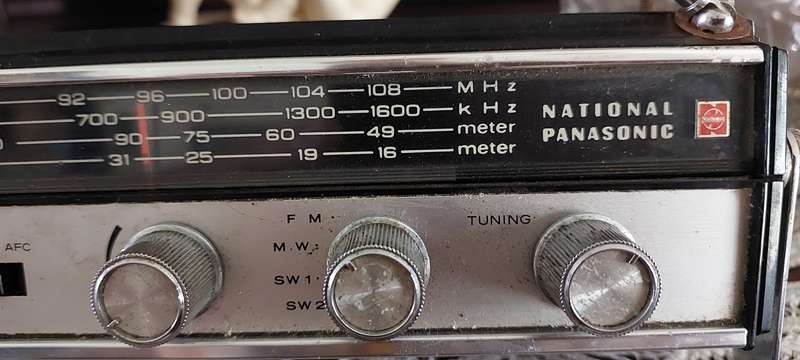 92 96 100 104 108 MHz
700 900 1300 1600 kHz
90 75 60 49 meter
31 25 19 16 meter
NATIONAL
PANASONIC
FM
MW
SW1
SW2
TUNING
AFC